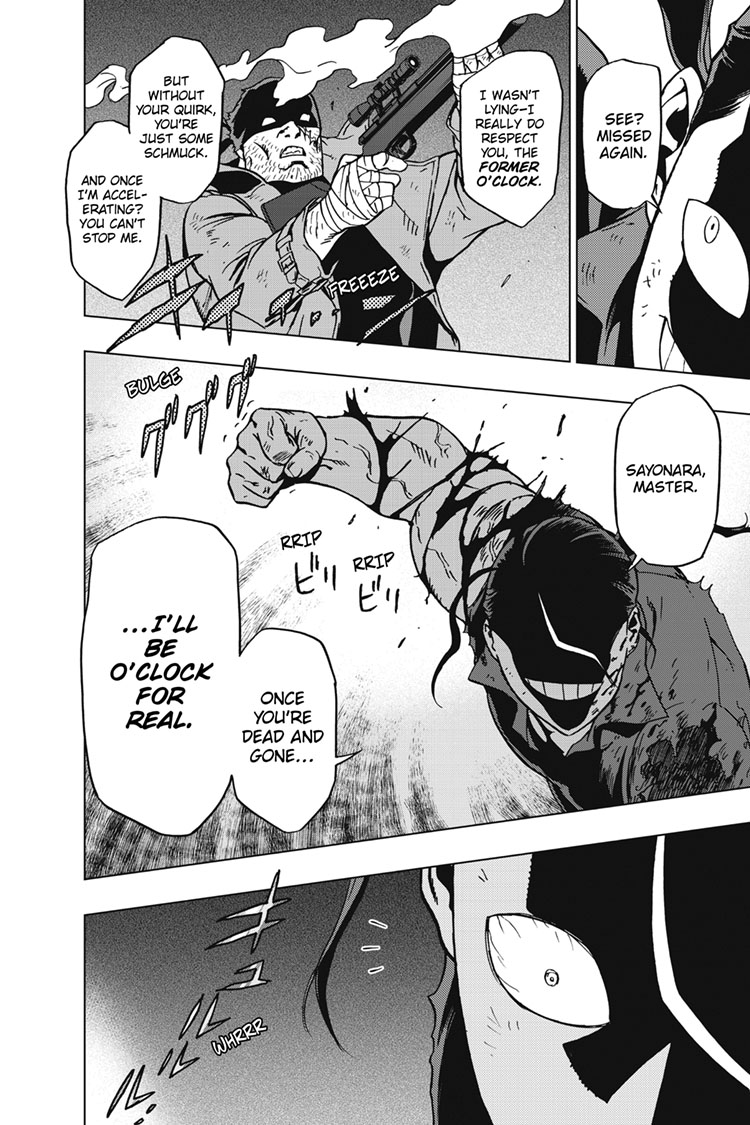 SEE?
MISSED
AGAIN.
I WASN'T
LYING–I
REALLY DO
RESPECT
YOU, THE
FORMER
O'CLOCK.
BUT
WITHOUT
YOUR QUIRK,
YOU'RE
JUST SOME
SCHMUCK.
AND ONCE
I'M ACCEL-
ERATING?
YOU CAN'T
STOP ME.
FREEEZE
SAYONARA,
MASTER.
BULGE
グググ
RRIP
ビリ
RRIP
ビリ
ONCE
YOU'RE
DEAD AND
GONE...
...I'LL
BE
O'CLOCK
FOR
REAL.
WHRRR